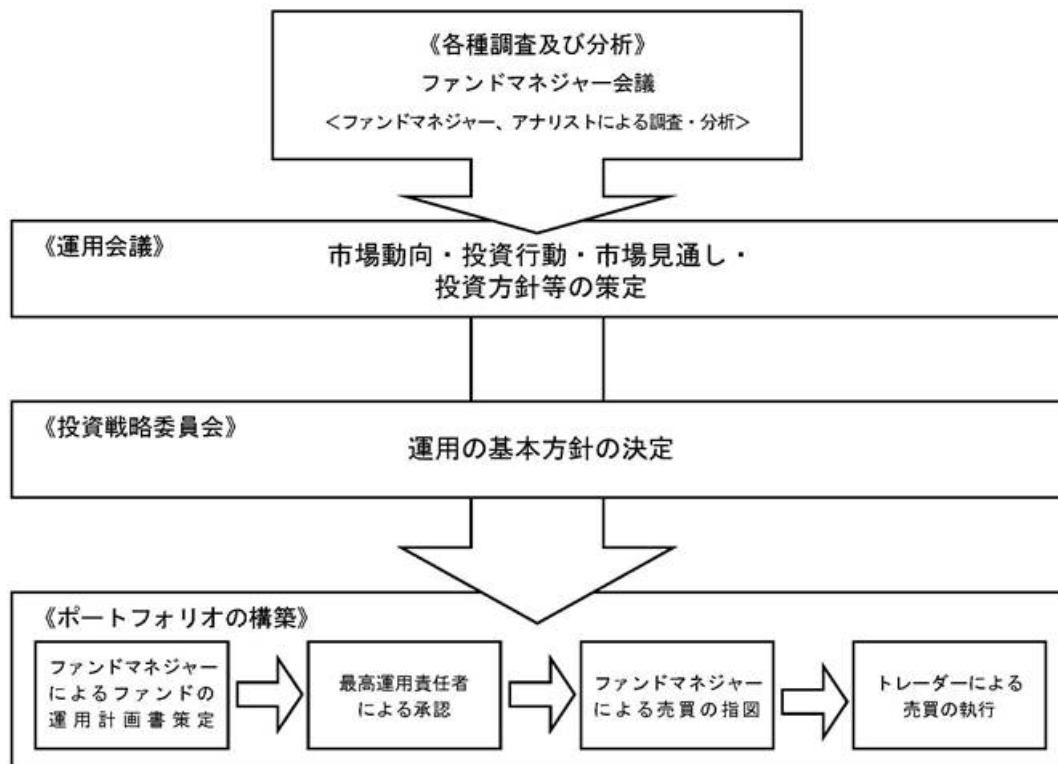 《各種調査及び分析》
ファンドマネジャー会議
<ファンドマネジャー、アナリストによる調査・分析>
《運用会議》
市場動向・投資行動・市場見通し・
投資方針等の策定
《投資戦略委員会》
運用の基本方針の決定
《ポートフォリオの構築》
ファンドマネジャー
によるファンドの
運用計画書策定
最高運用責任者
による承認
ファンドマネジャー
による売買の指図
トレーダーによる
売買の執行